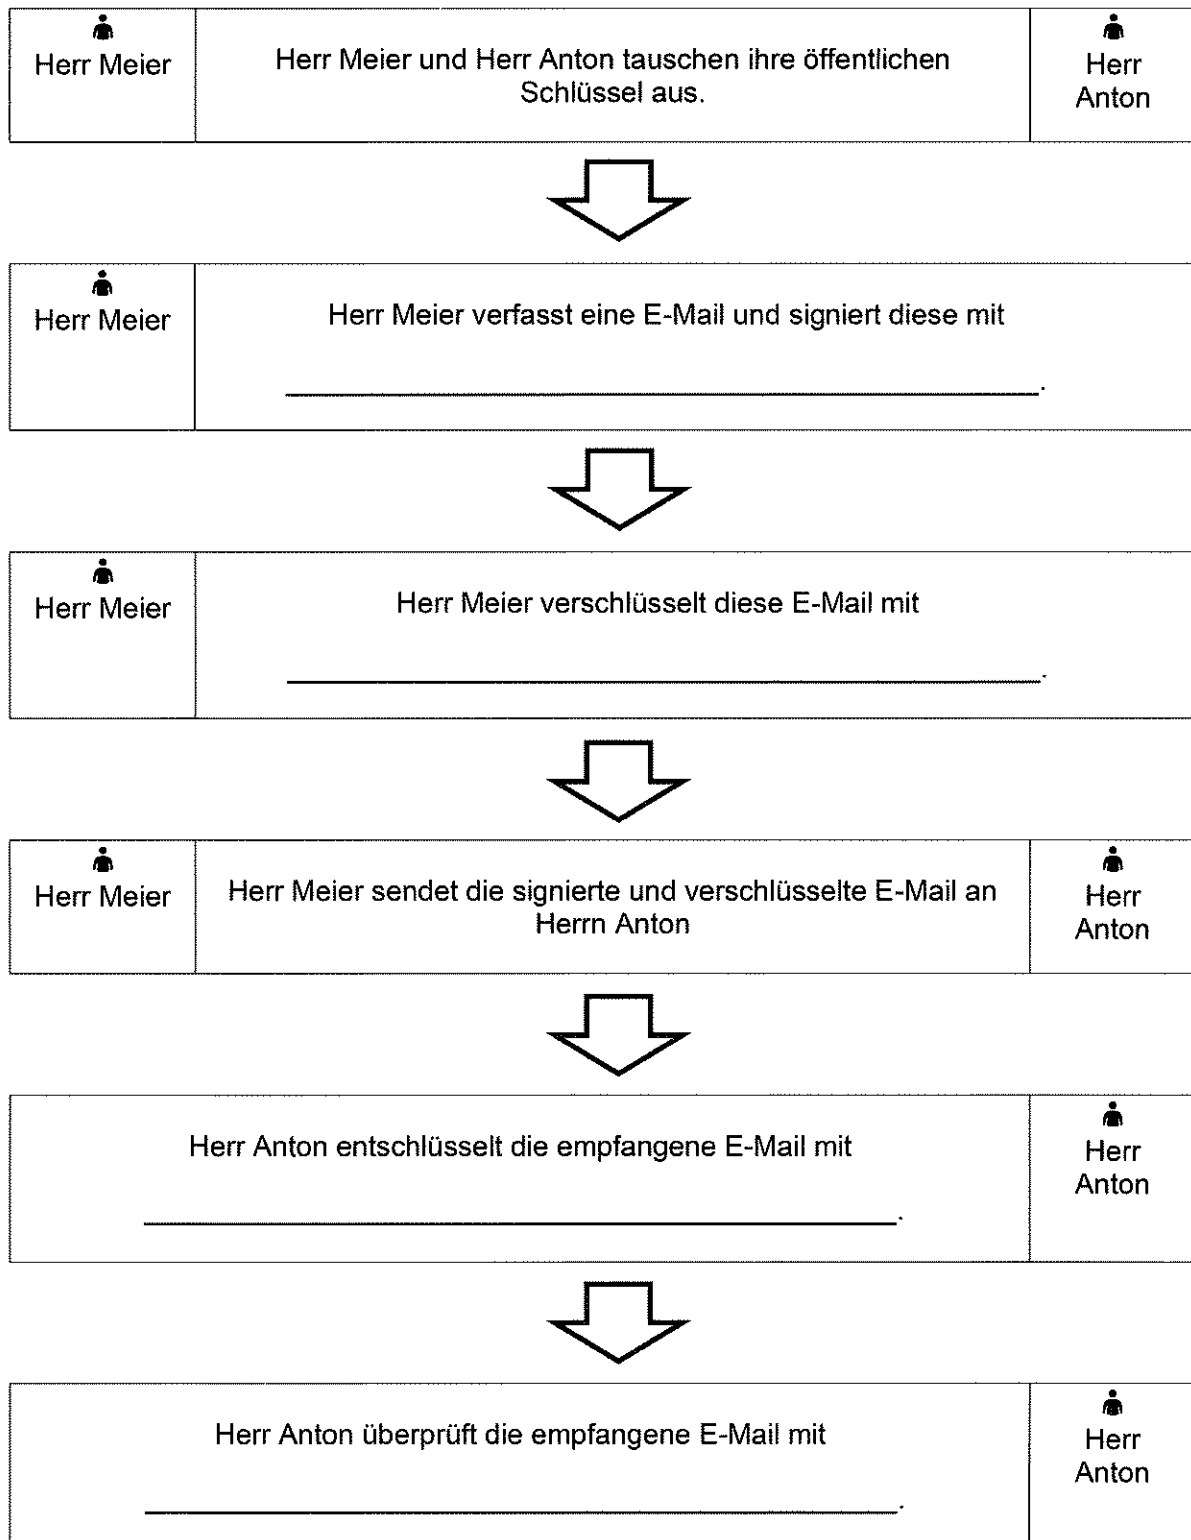 Herr Meier
Herr Meier und Herr Anton tauschen ihre öffentlichen
Schlüssel aus.
Herr
Anton
Herr Meier
Herr Meier verfasst eine E-Mail und signiert diese mit
.
Herr Meier
Herr Meier verschlüsselt diese E-Mail mit
.
Herr Meier
Herr Meier sendet die signierte und verschlüsselte E-Mail an
Herrn Anton
Herr
Anton
Herr Anton entschlüsselt die empfangene E-Mail mit
.
Herr
Anton
Herr Anton überprüft die empfangene E-Mail mit
.
Herr
Anton